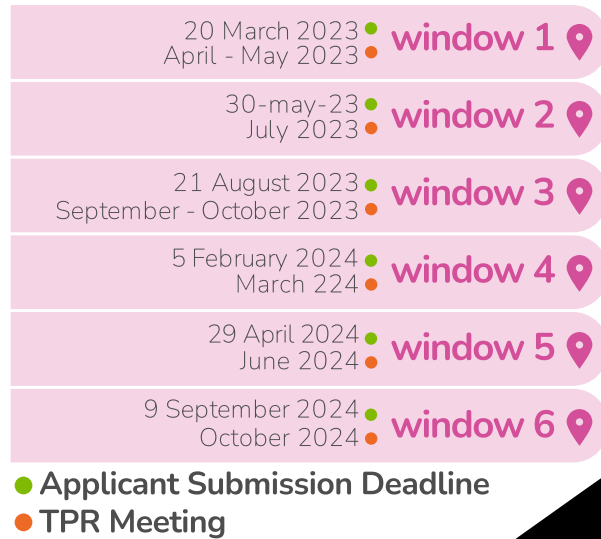 20 March 2023
April - May 2023
window 1
30-may-23
July 2023
window 2
21 August 2023
September - October 2023
window 3
5 February 2024
March 224
window 4
29 April 2024
June 2024
window 5
9 September 2024
October 2024
window 6
Applicant Submission Deadline
TPR Meeting